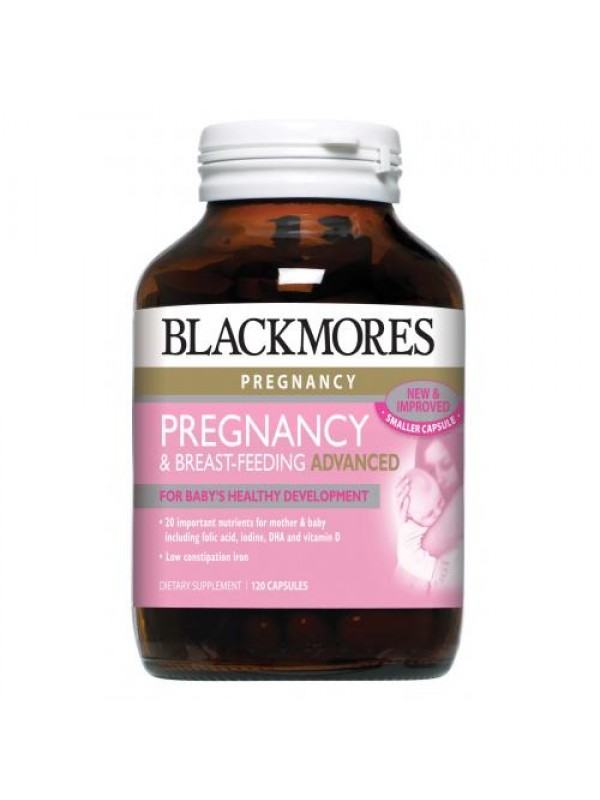 BLACKMORES
PREGNANCY
NEW &
IMPROVED
• SMALLER CAPSULE •
PREGNANCY
& BREAST-FEEDING ADVANCED
FOR BABY'S HEALTHY DEVELOPMENT
• 20 important nutrients for mother & baby
including folic acid, iodine, DHA and vitamin D
• Low constipation iron
DIETARY SUPPLEMENT | 120 CAPSULES